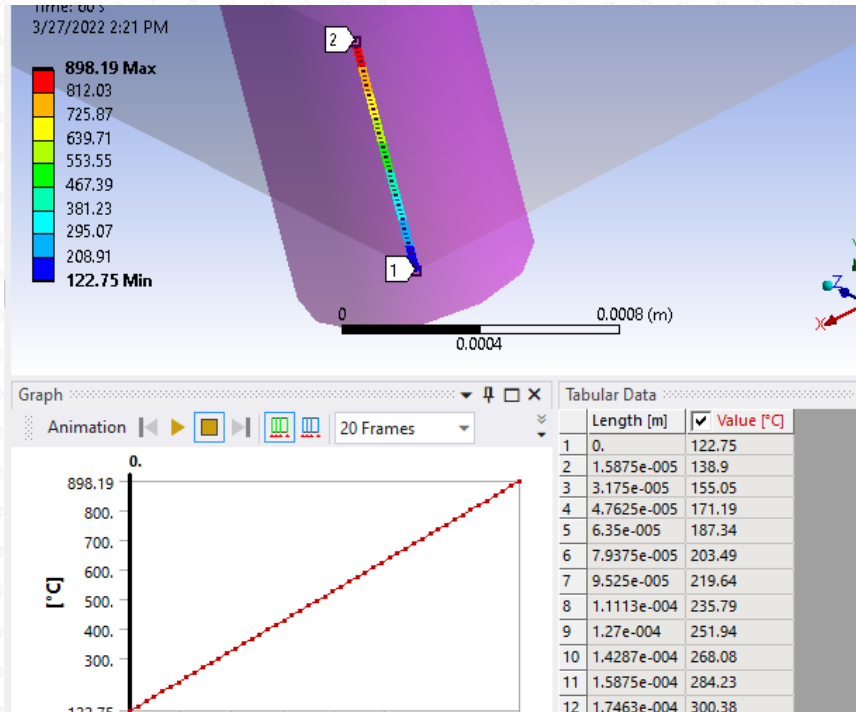 Time: 60 s
3/27/2022 2:21 PM
898.19 Max
812.03
725.87
639.71
553.55
467.39
381.23
295.07
208.91
122.75 Min
2
1
0
0.0008 (m)
0.0004
Y
Z
X
Graph
Animation
20 Frames
0.
898.19
800.
700.
600.
500.
400.
300.
122.75
[°C]
Tabular Data
Length [m] Value [°C]
1 0. 122.75
2 1.5875e-005 138.9
3 3.175e-005 155.05
4 4.7625e-005 171.19
5 6.35e-005 187.34
6 7.9375e-005 203.49
7 9.525e-005 219.64
8 1.1113e-004 235.79
9 1.27e-004 251.94
10 1.4287e-004 268.08
11 1.5875e-004 284.23
12 1.7463e-004 300.38